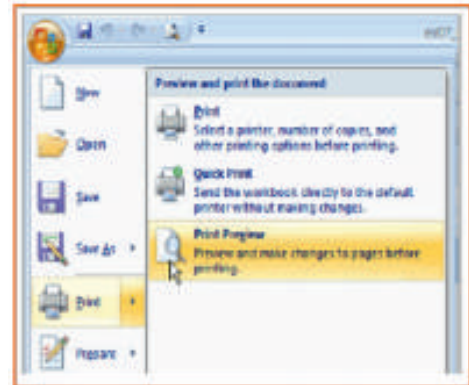 New
Open
Save
Save As
Print
Prepare
Preview and print the document
Print
Select a printer, number of copies, and
other printing options before printing.
Quick Print
Send the workbook directly to the default
printer without making changes.
Print Preview
Preview and make changes to pages before
printing.